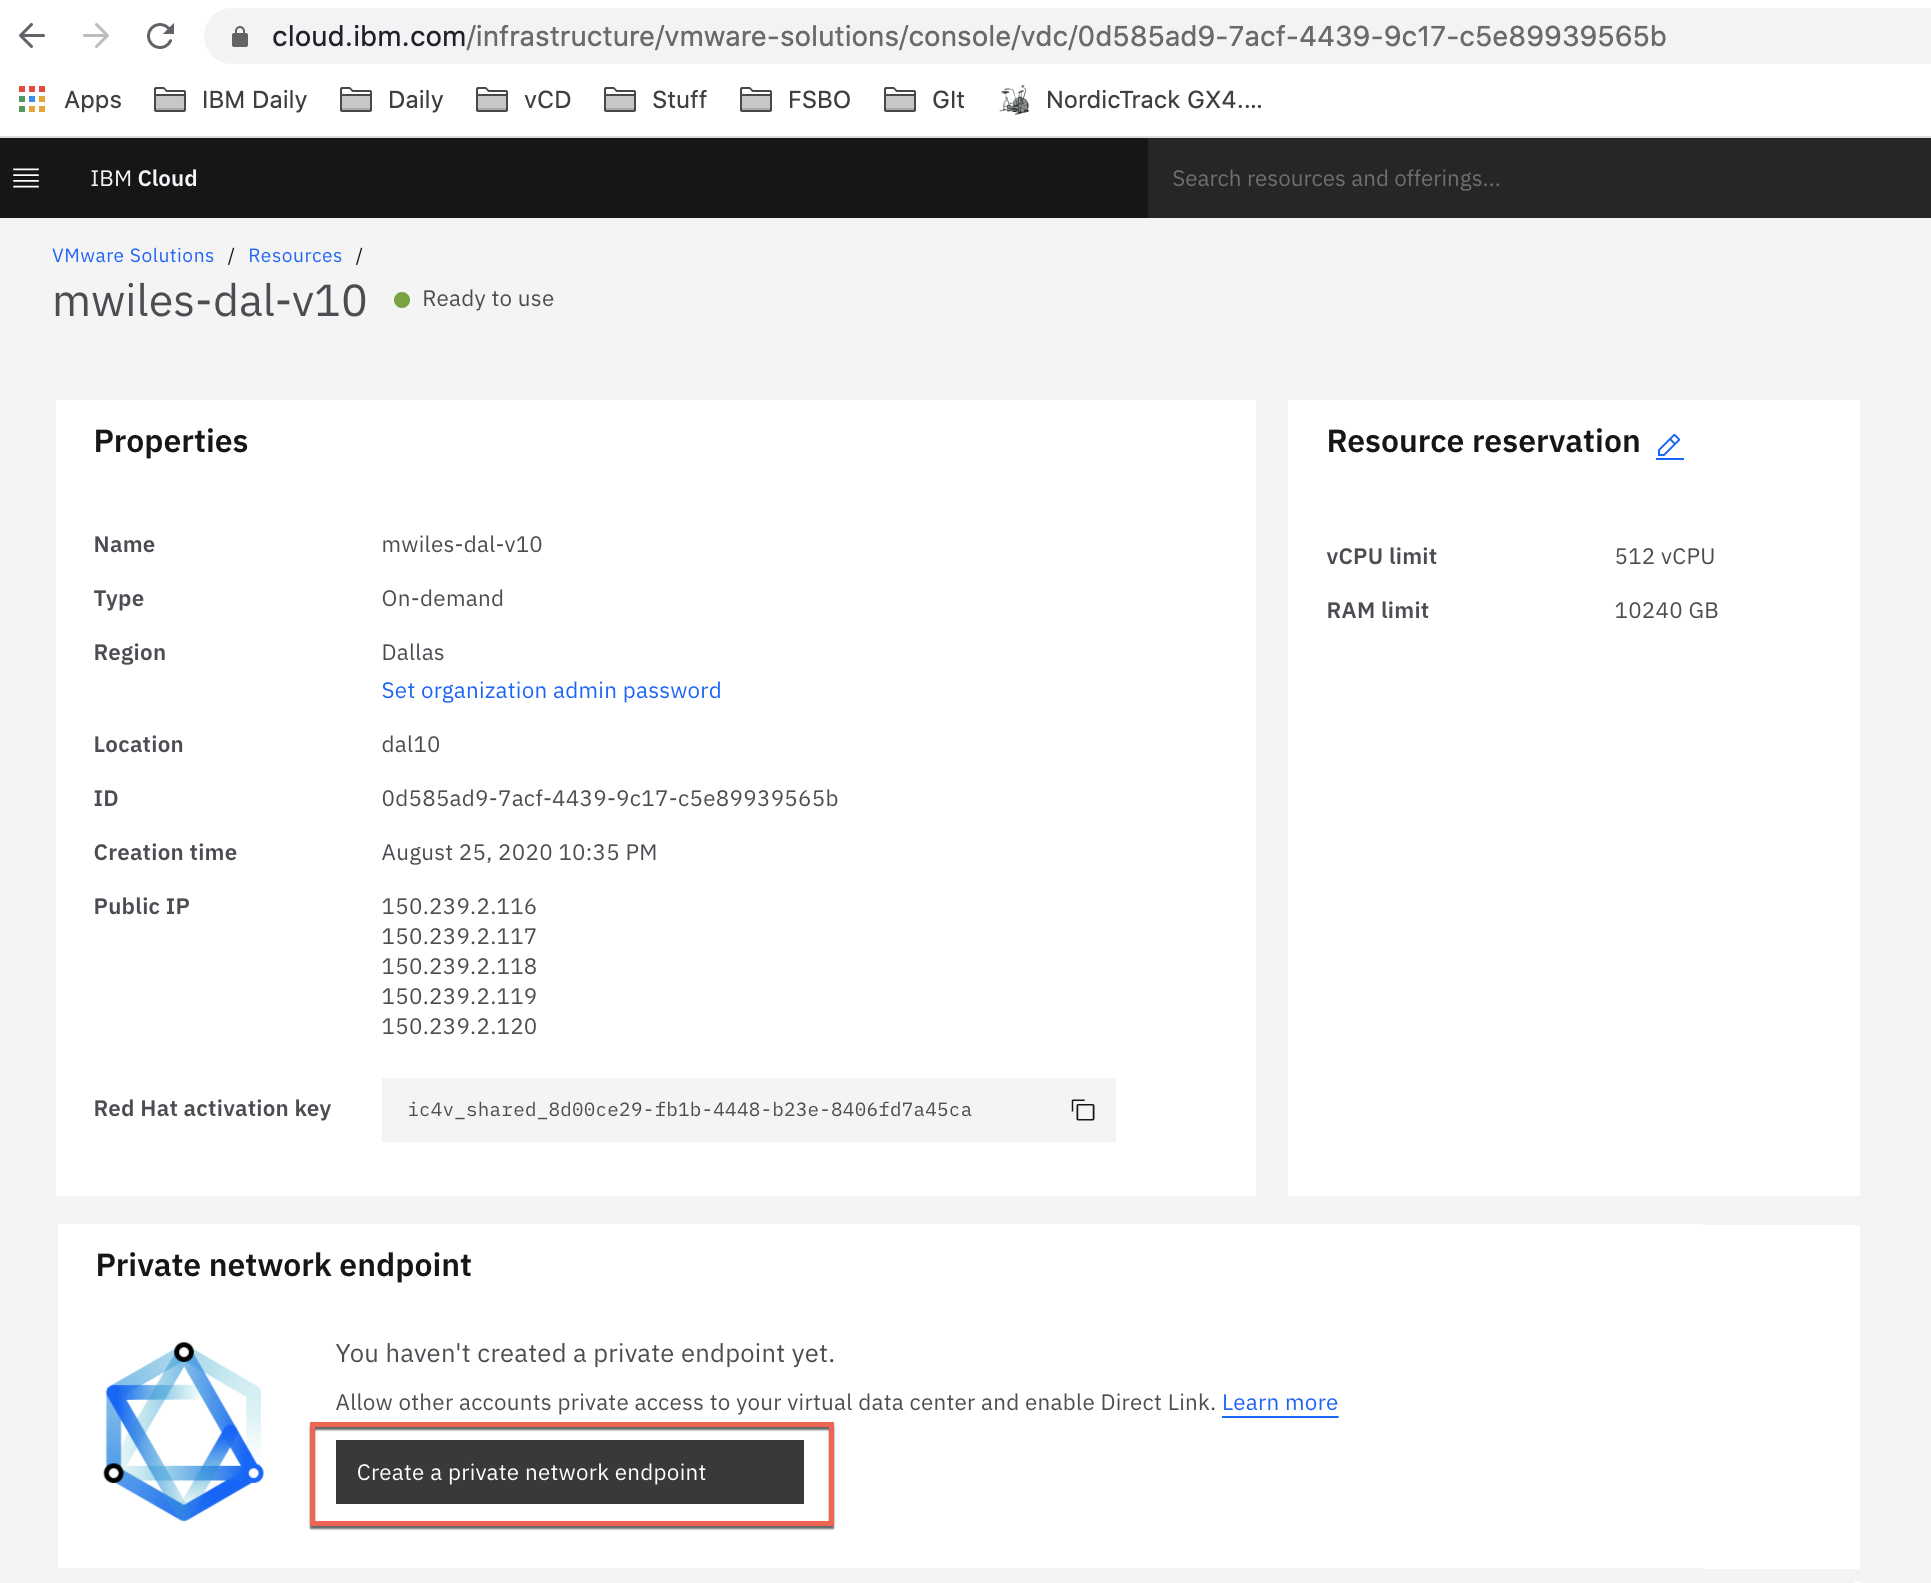 cloud.ibm.com/infrastructure/vmware-solutions/console/vdc/0d585ad9-7acf-4439-9c17-c5e89939565b
Apps IBM Daily Daily vCD Stuff FSBO GIt NordicTrack GX4....
IBM Cloud Search resources and offerings...
VMware Solutions / Resources /
mwiles-dal-v10 Ready to use
Properties
Name mwiles-dal-v10
Type On-demand
Region Dallas
Set organization admin password
Location dal10
ID 0d585ad9-7acf-4439-9c17-c5e89939565b
Creation time August 25, 2020 10:35 PM
Public IP 150.239.2.116
150.239.2.117
150.239.2.118
150.239.2.119
150.239.2.120
Red Hat activation key ic4v_shared_8d00ce29-fb1b-4448-b23e-8406fd7a45ca
Resource reservation
vCPU limit 512 vCPU
RAM limit 10240 GB
Private network endpoint
You haven't created a private endpoint yet.
Allow other accounts private access to your virtual data center and enable Direct Link. Learn more
Create a private network endpoint